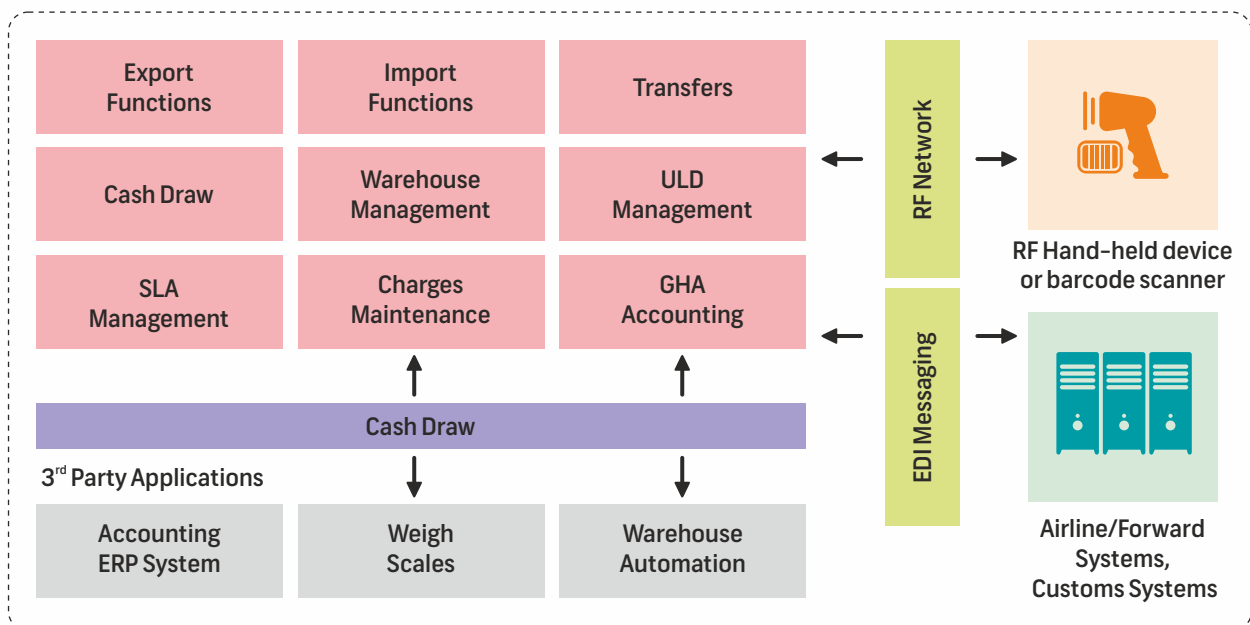 Export
Functions
Import
Functions
Transfers
Cash Draw
Warehouse
Management
ULD
Management
SLA
Management
Charges
Maintenance
GHA
Accounting
Cash Draw
3rd Party Applications
Accounting
ERP System
Weigh
Scales
Warehouse
Automation
RF Network
EDI Messaging
RF Hand-held device
or barcode scanner
Airline/Forward
Systems,
Customs Systems